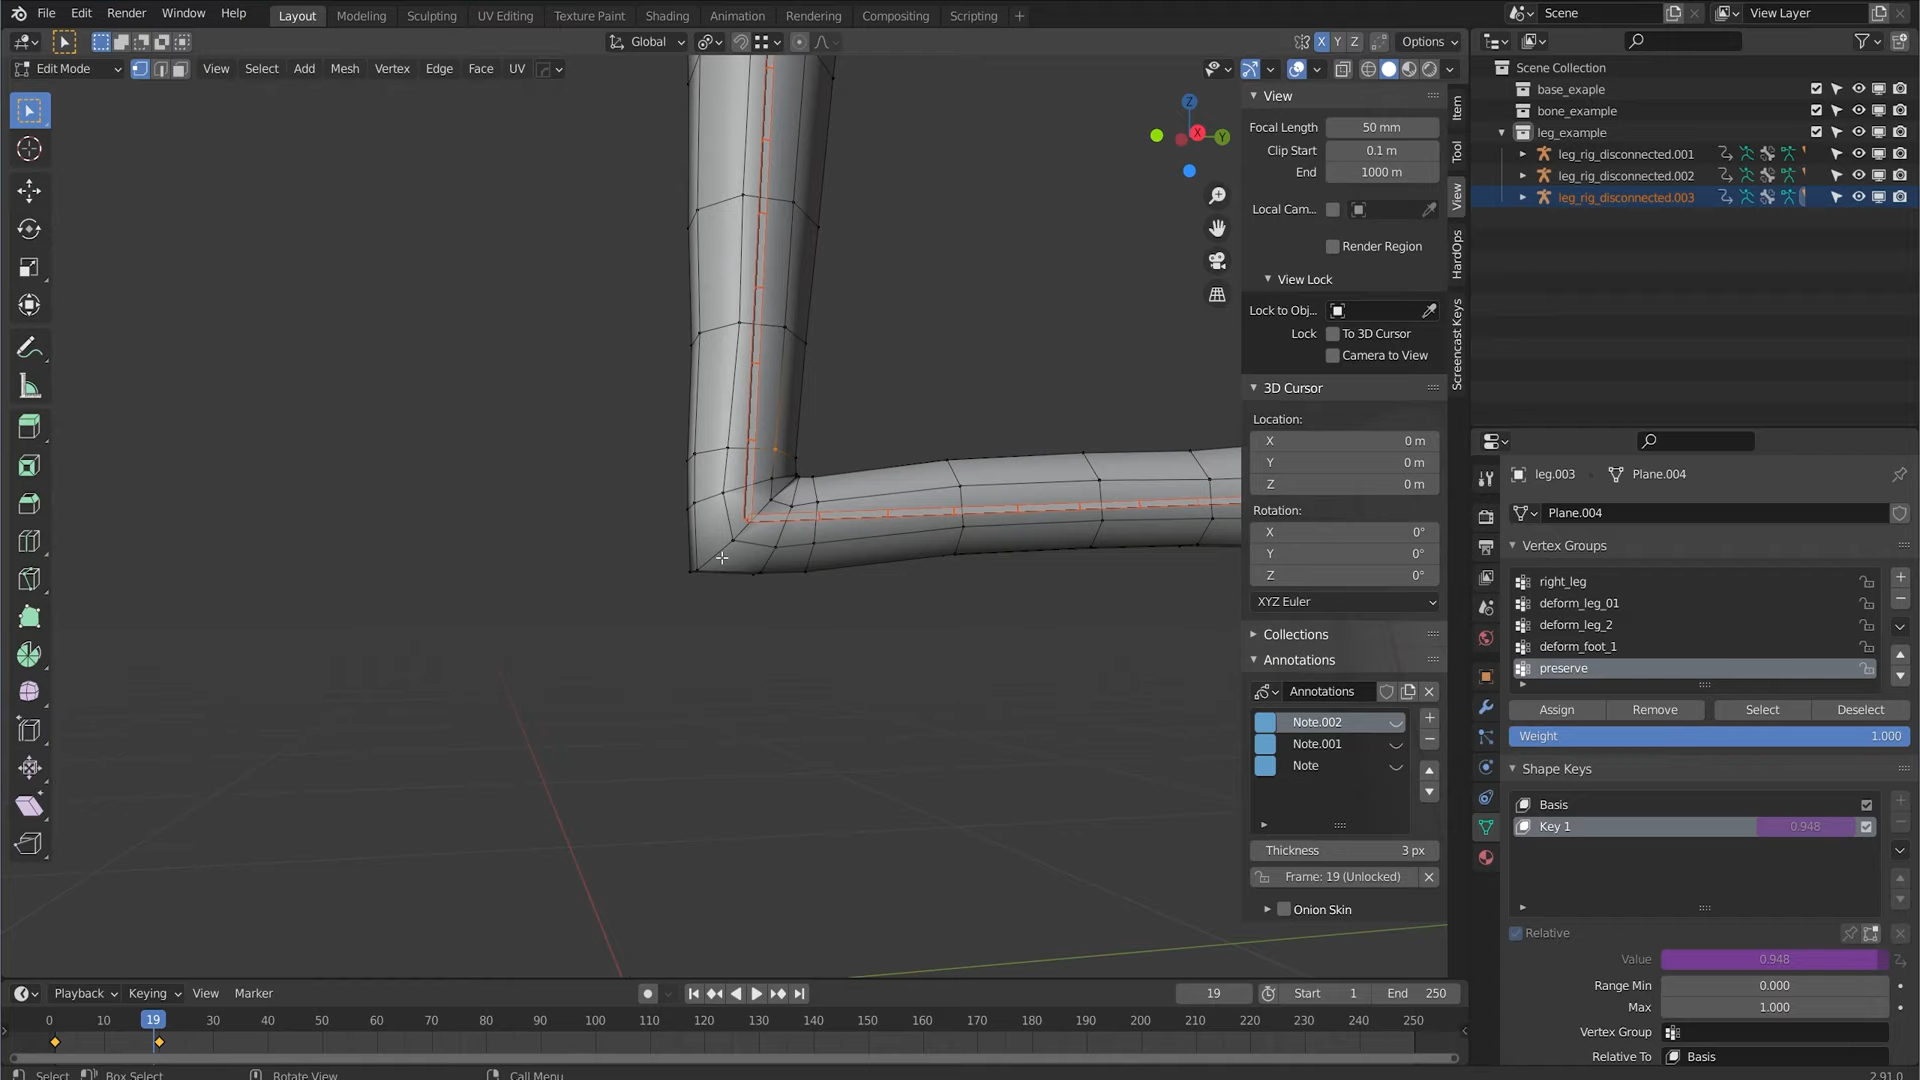 File Edit Render Window Help Layout Modeling Sculpting UV Editing Texture Paint Shading Animation Rendering Compositing Scripting + Scene View Layer
Global Options
Edit Mode View Select Add Mesh Vertex Edge Face UV
X Y Z
Scene Collection
base_exaple
bone_example
leg_example
leg_rig_disconnected.001
leg_rig_disconnected.002
leg_rig_disconnected.003
Z
X
Y
View
Focal Length 50 mm
Clip Start 0.1 m
End 1000 m
Local Cam...
Render Region
View Lock
Lock to Obj...
Lock To 3D Cursor
Camera to View
3D Cursor
Location:
X 0 m
Y 0 m
Z 0 m
Rotation:
X 0°
Y 0°
Z 0°
XYZ Euler
Collections
Annotations
Annotations
Note.002
Note.001
Note
Thickness 3 px
Frame: 19 (Unlocked)
Onion Skin
Item
Tool
View
HardOps
Screencast Keys
leg.003 Plane.004
Plane.004
Vertex Groups
right_leg
deform_leg_01
deform_leg_2
deform_foot_1
preserve
Assign Remove Select Deselect
Weight 1.000
Shape Keys
Basis
Key 1 0.948
Relative
Value 0.948
Range Min 0.000
Max 1.000
Vertex Group
Relative To Basis
Playback Keying View Marker 19 Start 1 End 250
0 10 19 30 40 50 60 70 80 90 100 110 120 130 140 150 160 170 180 190 200 210 220 230 240 250
Select Box Select Rotate View Call Menu 2.91.0